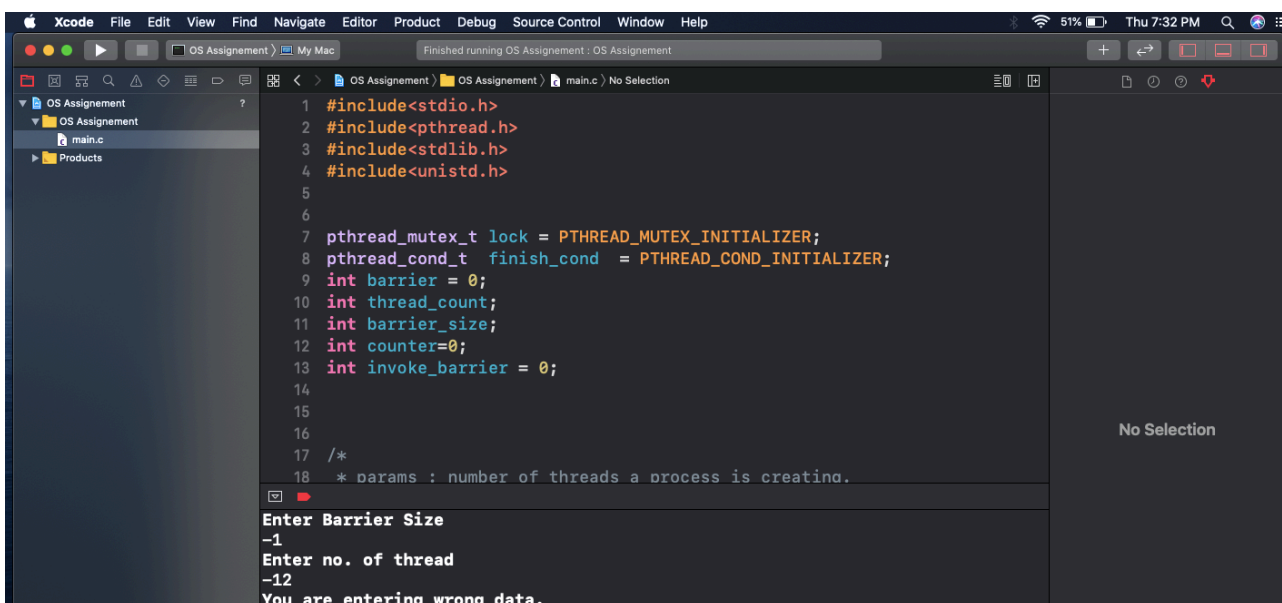 Xcode File Edit View Find Navigate Editor Product Debug Source Control Window Help 51% Thu 7:32 PM
OS Assignement 〉 My Mac Finished running OS Assignement : OS Assignement
OS Assignement 〉 OS Assignement 〉 main.c 〉 No Selection
OS Assignement ?
OS Assignement
main.c
Products
1 #include<stdio.h>
2 #include<pthread.h>
3 #include<stdlib.h>
4 #include<unistd.h>
5
6
7 pthread_mutex_t lock = PTHREAD_MUTEX_INITIALIZER;
8 pthread_cond_t finish_cond = PTHREAD_COND_INITIALIZER;
9 int barrier = 0;
10 int thread_count;
11 int barrier_size;
12 int counter=0;
13 int invoke_barrier = 0;
14
15
16
17 /*
18 * params : number of threads a process is creating.
No Selection
Enter Barrier Size
-1
Enter no. of thread
-12
You are entering wrong data.